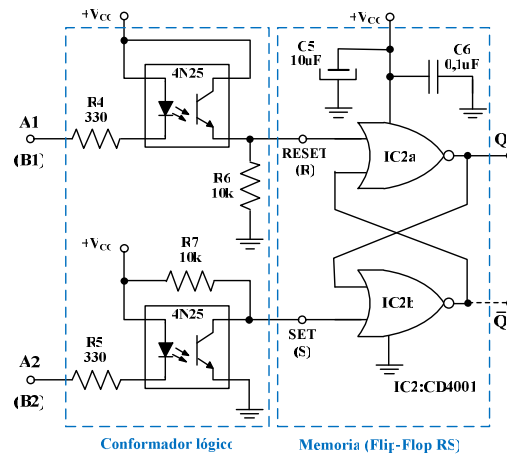 +VCC
+VCC
4N25
C5
10uF
C6
0,1uF
R4
330
A1
(B1)
R6
10k
RESET
(R)
IC2a
Q
+VCC
R7
10k
4N25
R5
330
A2
(B2)
SET
(S)
IC2b
Q̅
IC2:CD4001
Conformador lógico
Memoria (Flip-Flop RS)